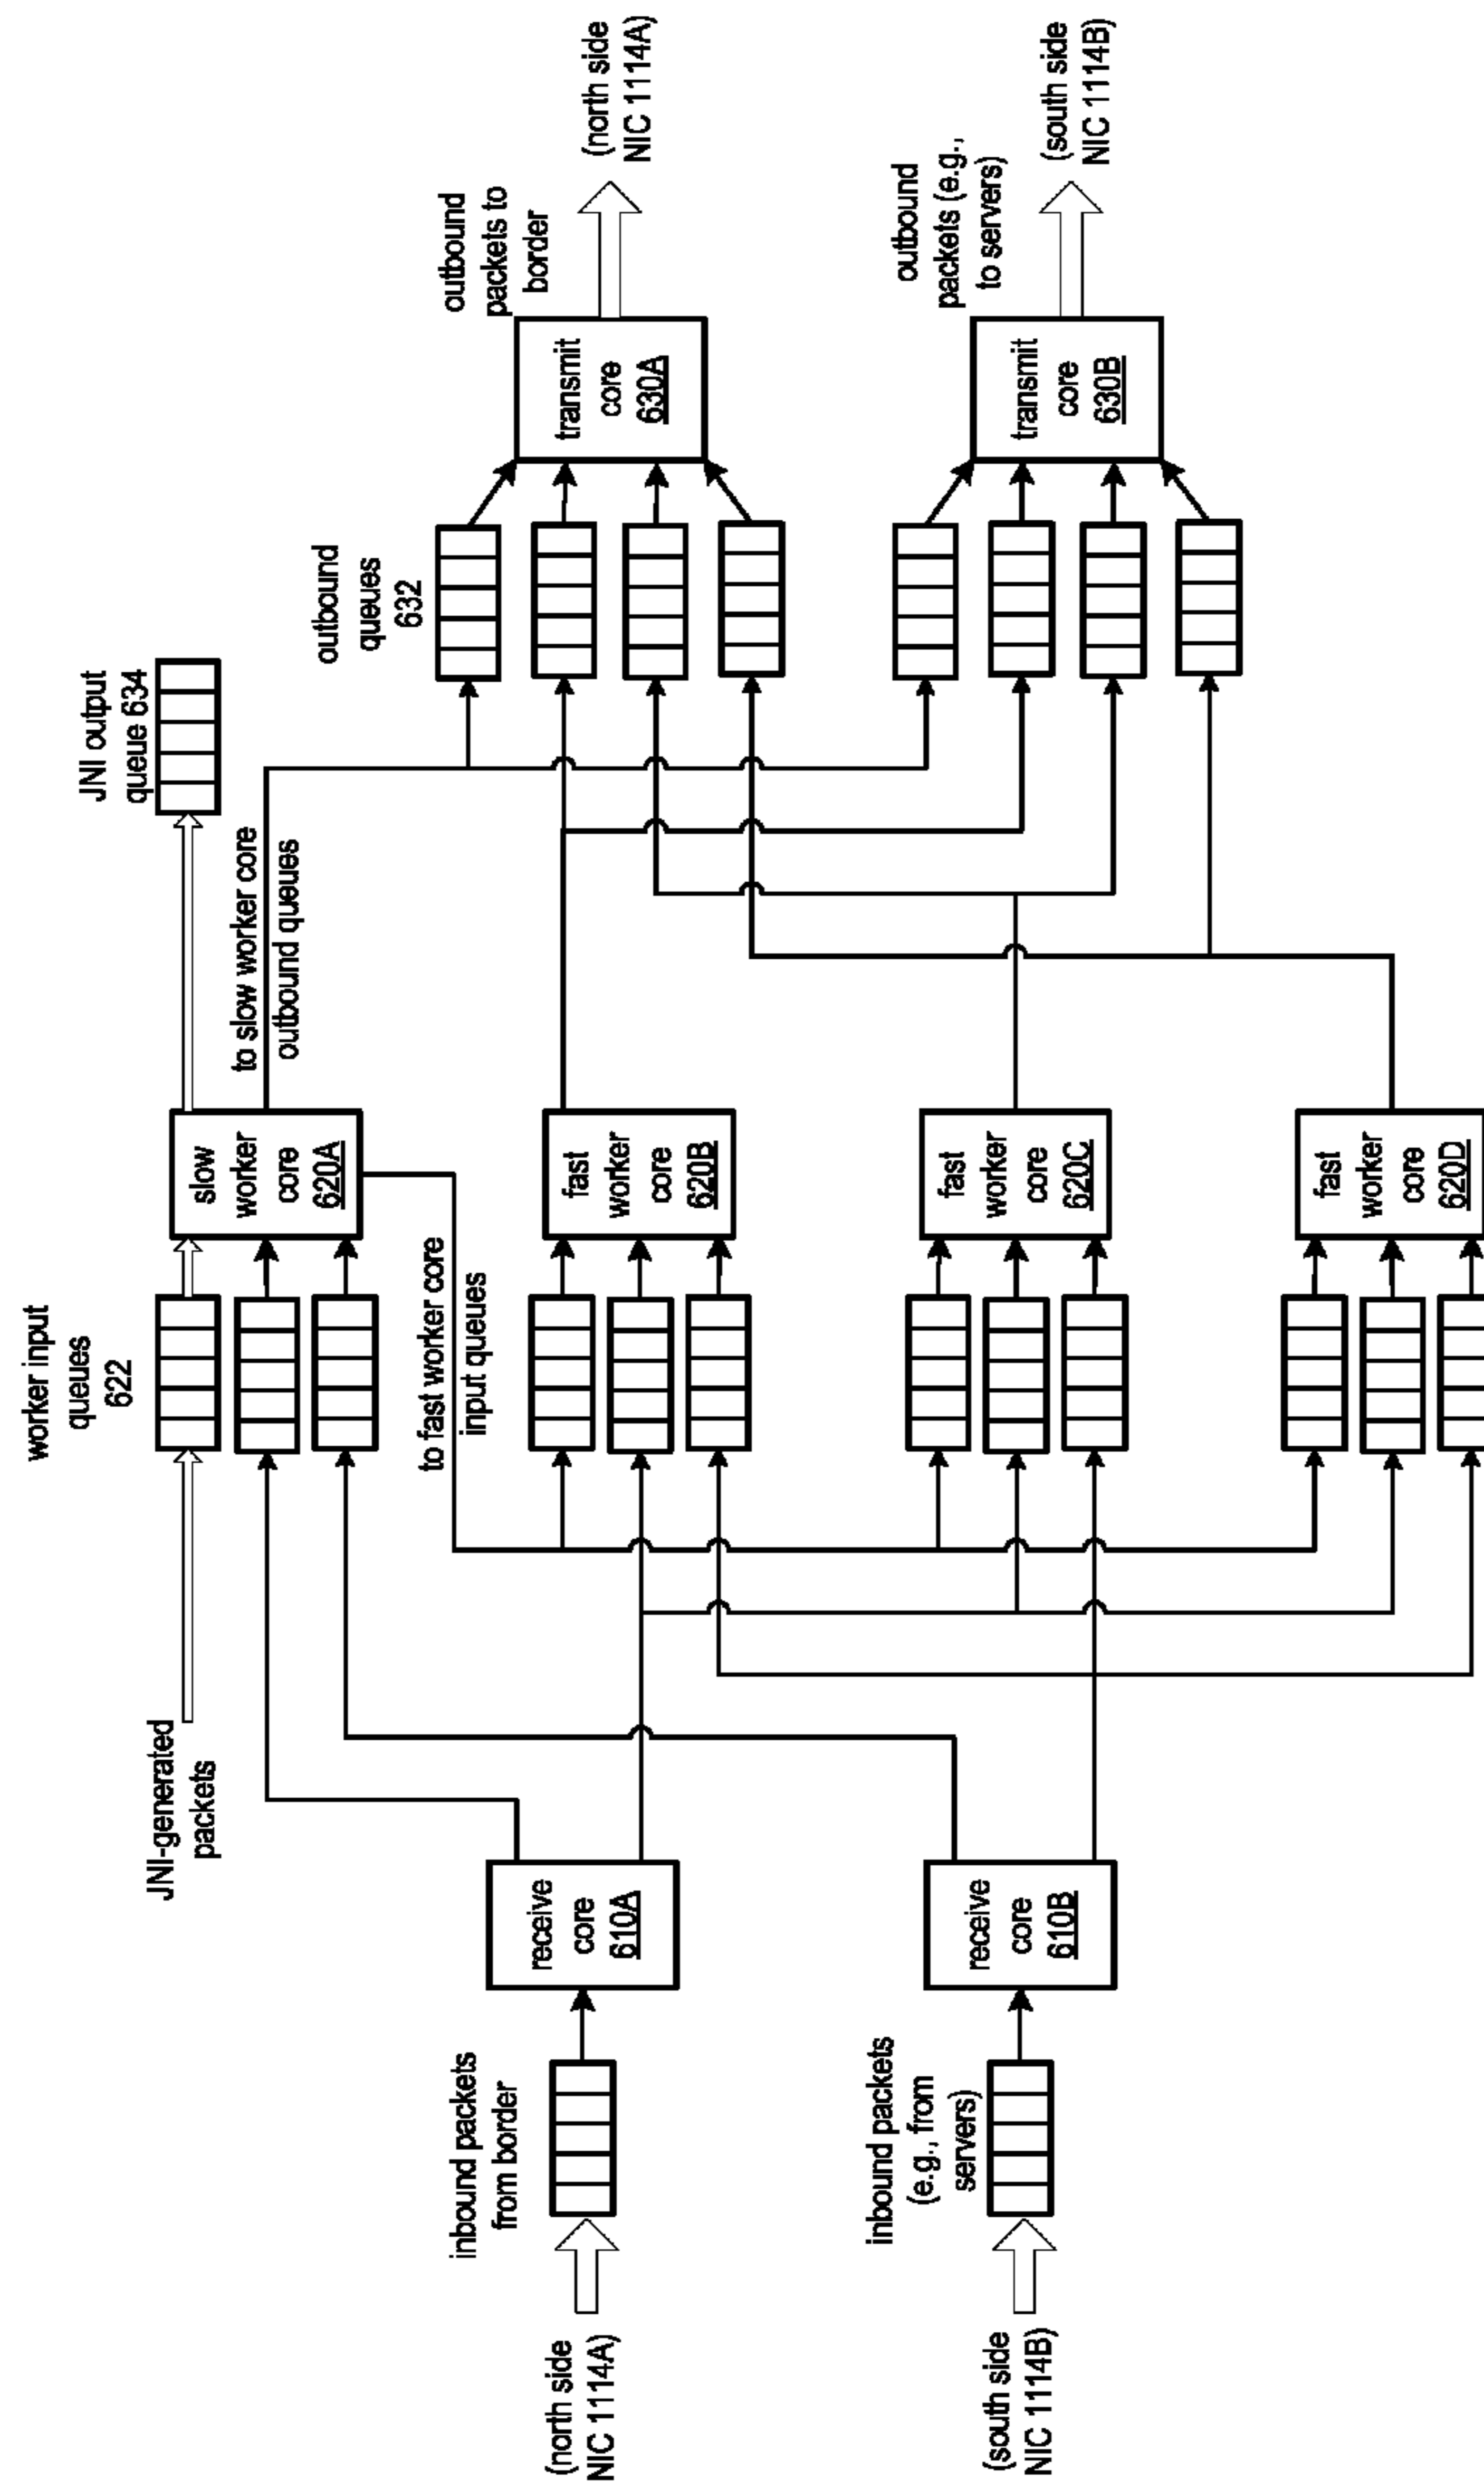 JNI-generated
packets
worker input
queues
622
JNI output
queue 634
slow
worker
core
620A
to slow worker core
outbound queues
to fast worker core
input queues
outbound
queues
632
(north side
NIC 1114A)
inbound packets
from border
receive
core
610A
fast
worker
core
620B
transmit
core
630A
outbound
packets to
border
(north side
NIC 1114A)
(south side
NIC 1114B)
inbound packets
(e.g., from
servers)
receive
core
610B
fast
worker
core
620C
transmit
core
630B
outbound
packets (e.g.,
to servers)
(south side
NIC 1114B)
fast
worker
core
620D